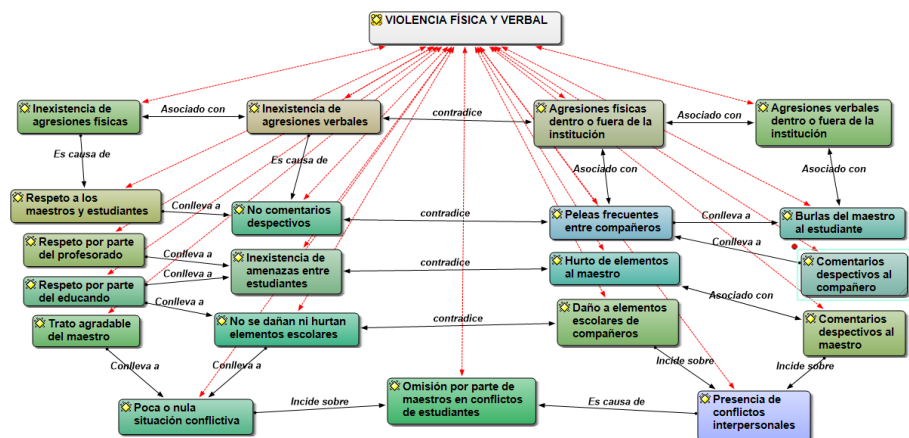 VIOLENCIA FÍSICA Y VERBAL
Inexistencia de
agresiones físicas
Asociado con
Inexistencia de
agresiones verbales
contradice
Agresiones físicas
dentro o fuera de la
institución
Asociado con
Agresiones verbales
dentro o fuera de la
institución
Es causa de
Es causa de
Asociado con
Asociado con
Respeto a los
maestros y estudiantes
Conlleva a
No comentarios
despectivos
contradice
Peleas frecuentes
entre compañeros
Conlleva a
Burlas del maestro
al estudiante
Respeto por parte
del profesorado
Conlleva a
Inexistencia de
amenazas entre
estudiantes
contradice
Hurto de elementos
al maestro
Conlleva a
Comentarios
despectivos al
compañero
Respeto por parte
del educando
Conlleva a
Conlleva a
Asociado con
Trato agradable
del maestro
No se dañan ni hurtan
elementos escolares
contradice
Daño a elementos
escolares de
compañeros
Comentarios
despectivos al
maestro
Conlleva a
Conlleva a
Incide sobre
Incide sobre
Poca o nula
situación conflictiva
Incide sobre
Omisión por parte de
maestros en conflictos
de estudiantes
Es causa de
Presencia de
conflictos
interpersonales